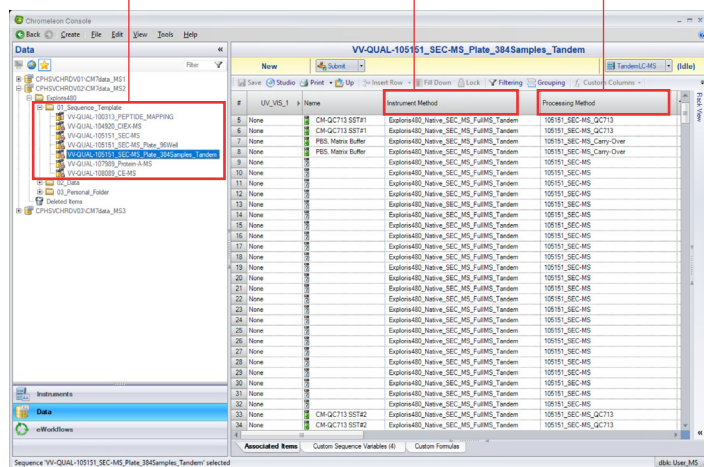 Chromeleon Console
Back Create File Edit View Tools Help
Data «
Filter
CPHSVCHRDV01\CM7data_MS1
CPHSVCHRDV02\CM7data_MS2
Exploris480
01_Sequence_Template
VV-QUAL-100313_PEPTIDE_MAPPING
VV-QUAL-104920_CIEX-MS
VV-QUAL-105151_SEC-MS
VV-QUAL-105151_SEC-MS_Plate_96Well
VV-QUAL-105151_SEC-MS_Plate_384Samples_Tandem
VV-QUAL-107989_Protein-A-MS
VV-QUAL-108089_CE-MS
02_Data
03_Personal_Folder
Deleted Items
CPHSVCHRDV03\CM7data_MS3
Instruments
Data
eWorkflows
VV-QUAL-105151_SEC-MS_Plate_384Samples_Tandem
New Submit TandemLC-MS (Idle)
Save Studio Print Up Insert Row Fill Down Lock Filtering Grouping Custom Columns
# UV_VIS_1 Name Instrument Method Processing Method
Rack View
5 None CM-QC713 SST#1 Exploris480_Native_SEC_MS_FullMS_Tandem 105151_SEC-MS_QC713
6 None CM-QC713 SST#1 Exploris480_Native_SEC_MS_FullMS_Tandem 105151_SEC-MS_QC713
7 None PBS, Matrix Buffer Exploris480_Native_SEC_MS_FullMS_Tandem 105151_SEC-MS_Carry-Over
8 None PBS, Matrix Buffer Exploris480_Native_SEC_MS_FullMS_Tandem 105151_SEC-MS_Carry-Over
9 None Exploris480_Native_SEC_MS_FullMS_Tandem 105151_SEC-MS
10 None Exploris480_Native_SEC_MS_FullMS_Tandem 105151_SEC-MS
11 None Exploris480_Native_SEC_MS_FullMS_Tandem 105151_SEC-MS
12 None Exploris480_Native_SEC_MS_FullMS_Tandem 105151_SEC-MS
13 None Exploris480_Native_SEC_MS_FullMS_Tandem 105151_SEC-MS
14 None Exploris480_Native_SEC_MS_FullMS_Tandem 105151_SEC-MS
15 None Exploris480_Native_SEC_MS_FullMS_Tandem 105151_SEC-MS
16 None Exploris480_Native_SEC_MS_FullMS_Tandem 105151_SEC-MS
17 None Exploris480_Native_SEC_MS_FullMS_Tandem 105151_SEC-MS
18 None Exploris480_Native_SEC_MS_FullMS_Tandem 105151_SEC-MS
19 None Exploris480_Native_SEC_MS_FullMS_Tandem 105151_SEC-MS
20 None Exploris480_Native_SEC_MS_FullMS_Tandem 105151_SEC-MS
21 None Exploris480_Native_SEC_MS_FullMS_Tandem 105151_SEC-MS
22 None Exploris480_Native_SEC_MS_FullMS_Tandem 105151_SEC-MS
23 None Exploris480_Native_SEC_MS_FullMS_Tandem 105151_SEC-MS
24 None Exploris480_Native_SEC_MS_FullMS_Tandem 105151_SEC-MS
25 None Exploris480_Native_SEC_MS_FullMS_Tandem 105151_SEC-MS
26 None Exploris480_Native_SEC_MS_FullMS_Tandem 105151_SEC-MS
27 None Exploris480_Native_SEC_MS_FullMS_Tandem 105151_SEC-MS
28 None Exploris480_Native_SEC_MS_FullMS_Tandem 105151_SEC-MS
29 None Exploris480_Native_SEC_MS_FullMS_Tandem 105151_SEC-MS
30 None Exploris480_Native_SEC_MS_FullMS_Tandem 105151_SEC-MS
31 None Exploris480_Native_SEC_MS_FullMS_Tandem 105151_SEC-MS
32 None Exploris480_Native_SEC_MS_FullMS_Tandem 105151_SEC-MS
33 None CM-QC713 SST#2 Exploris480_Native_SEC_MS_FullMS_Tandem 105151_SEC-MS_QC713
34 None CM-QC713 SST#2 Exploris480_Native_SEC_MS_FullMS_Tandem 105151_SEC-MS_QC713
Associated Items Custom Sequence Variables (4) Custom Formulas
Sequence 'VV-QUAL-105151_SEC-MS_Plate_384Samples_Tandem' selected dbk: User_MS